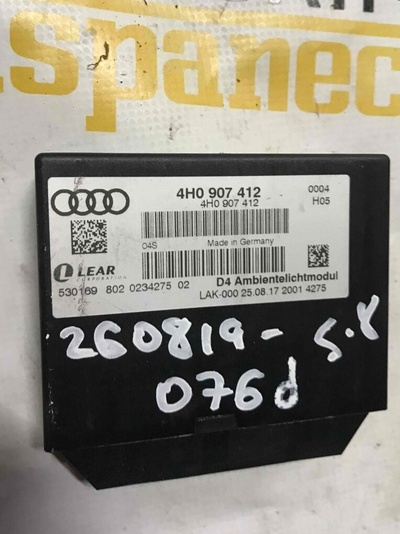 spanec
4H0 907 412
4H0 907 412
0004
H05
04S
Made in Germany
LEAR
CORPORATION
D4 Ambientelichtmodul
530169 802 0234275 02
LAK-000 25.08.17 2001 4275
260819- S.8
076d